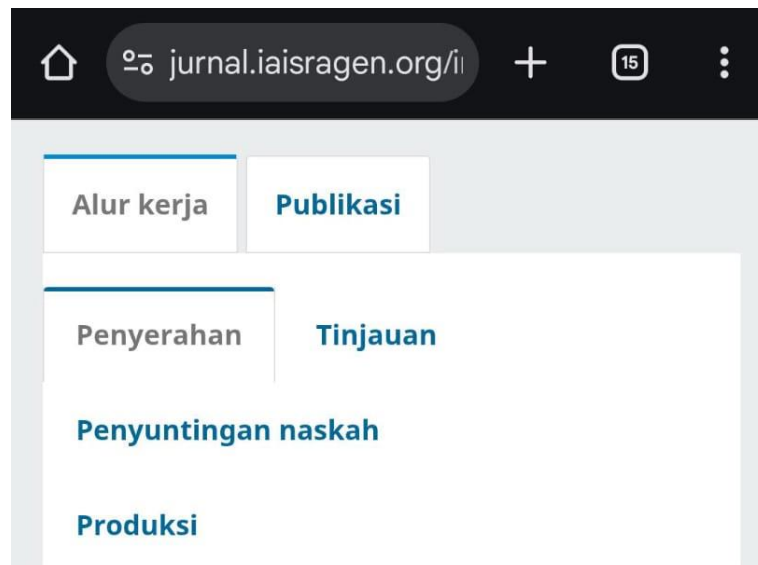 jurnal.iaisragen.org/i
15
Alur kerja Publikasi
Penyerahan Tinjauan
Penyuntingan naskah
Produksi